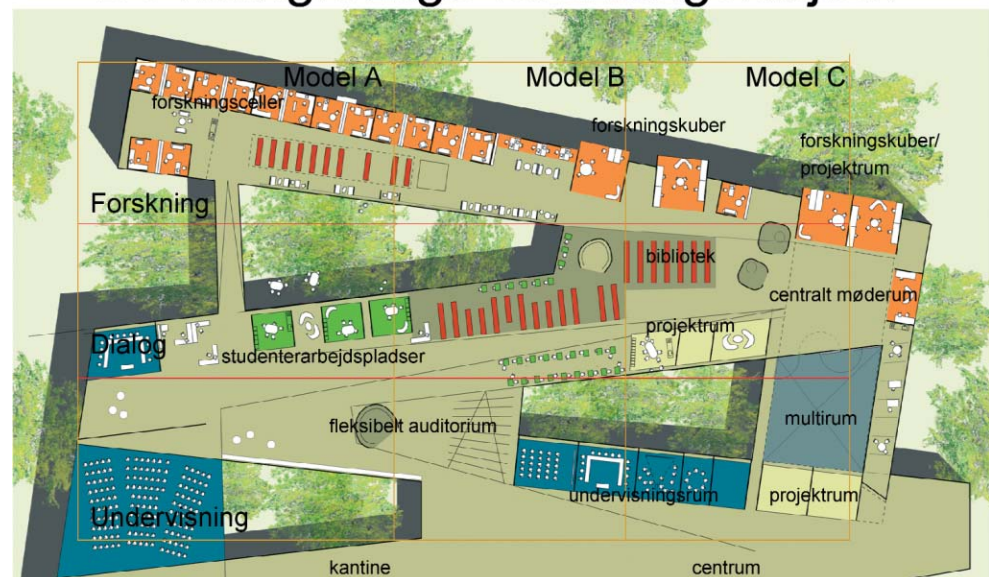 Model A
Model B
Model C
forskningsceller
forskningskuber
forskningskuber/
projektrum
Forskning
bibliotek
centralt møderum
projektrum
Dialog
studenterarbejdspladser
fleksibelt auditorium
multirum
undervisningsrum
projektrum
Undervisning
kantine
centrum